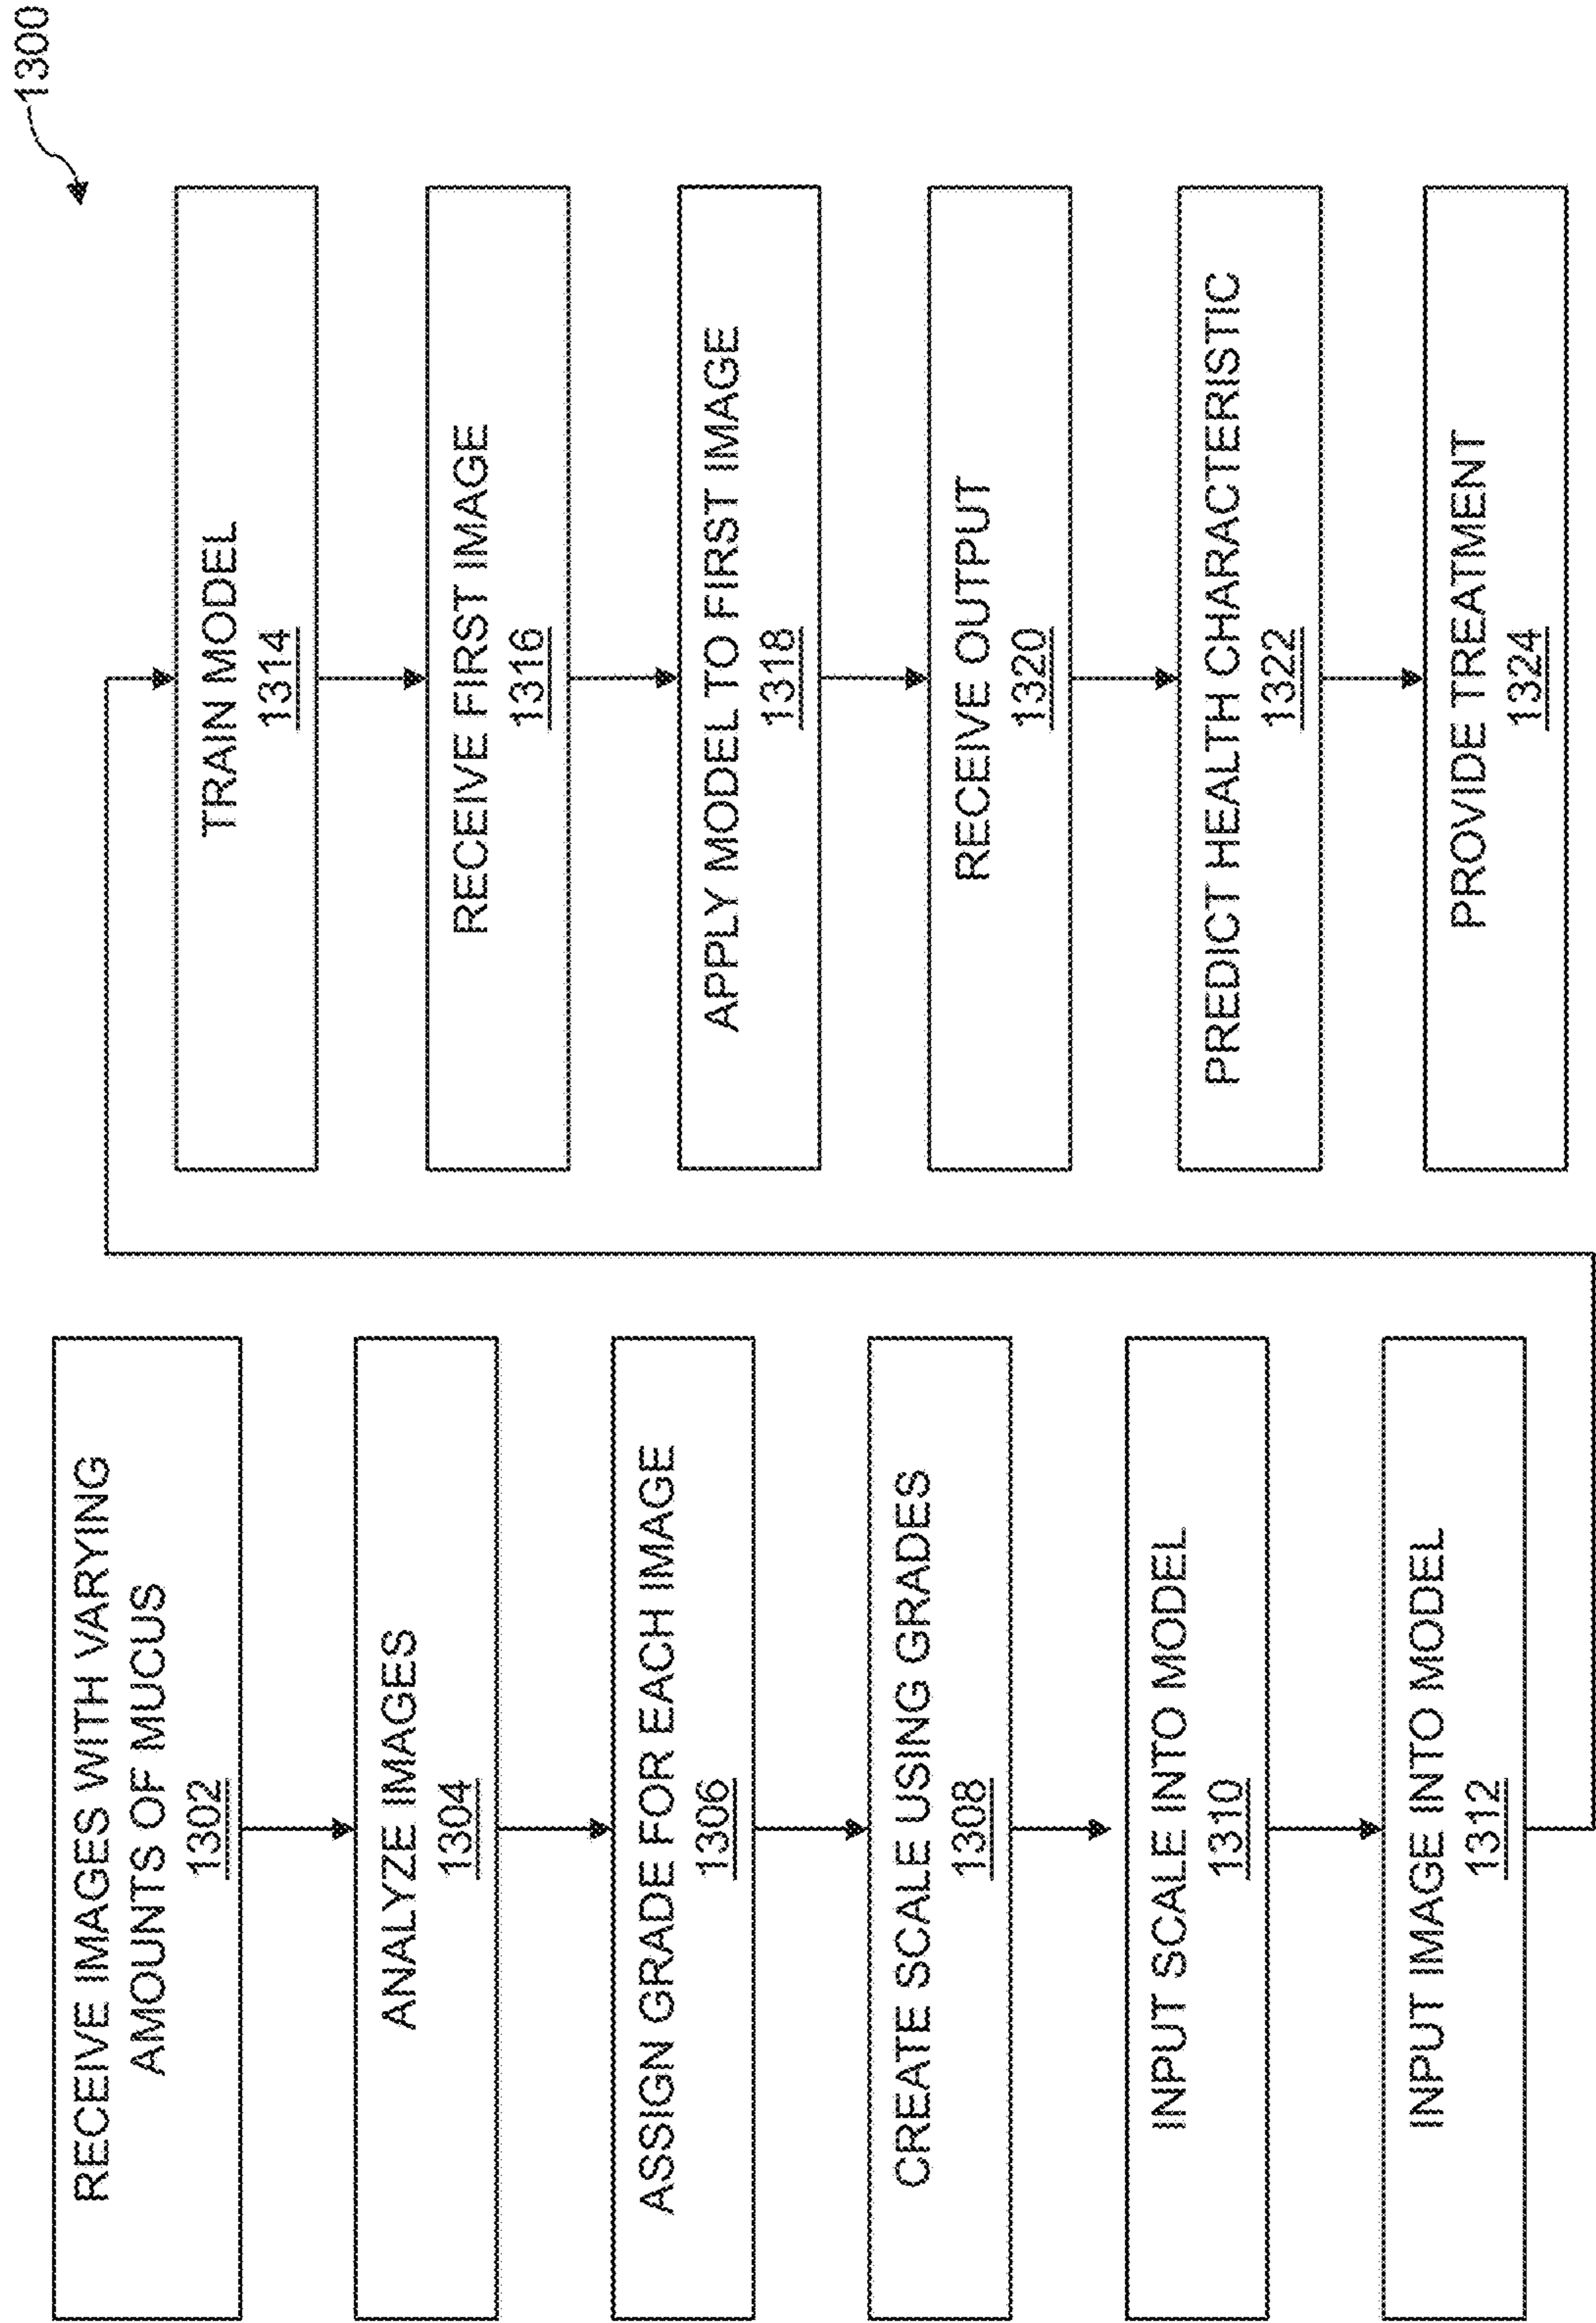 1300
RECEIVE IMAGES WITH VARYING
AMOUNTS OF MUCUS
1302
ANALYZE IMAGES
1304
ASSIGN GRADE FOR EACH IMAGE
1306
CREATE SCALE USING GRADES
1308
INPUT SCALE INTO MODEL
1310
INPUT IMAGE INTO MODEL
1312
TRAIN MODEL
1314
RECEIVE FIRST IMAGE
1316
APPLY MODEL TO FIRST IMAGE
1318
RECEIVE OUTPUT
1320
PREDICT HEALTH CHARACTERISTIC
1322
PROVIDE TREATMENT
1324